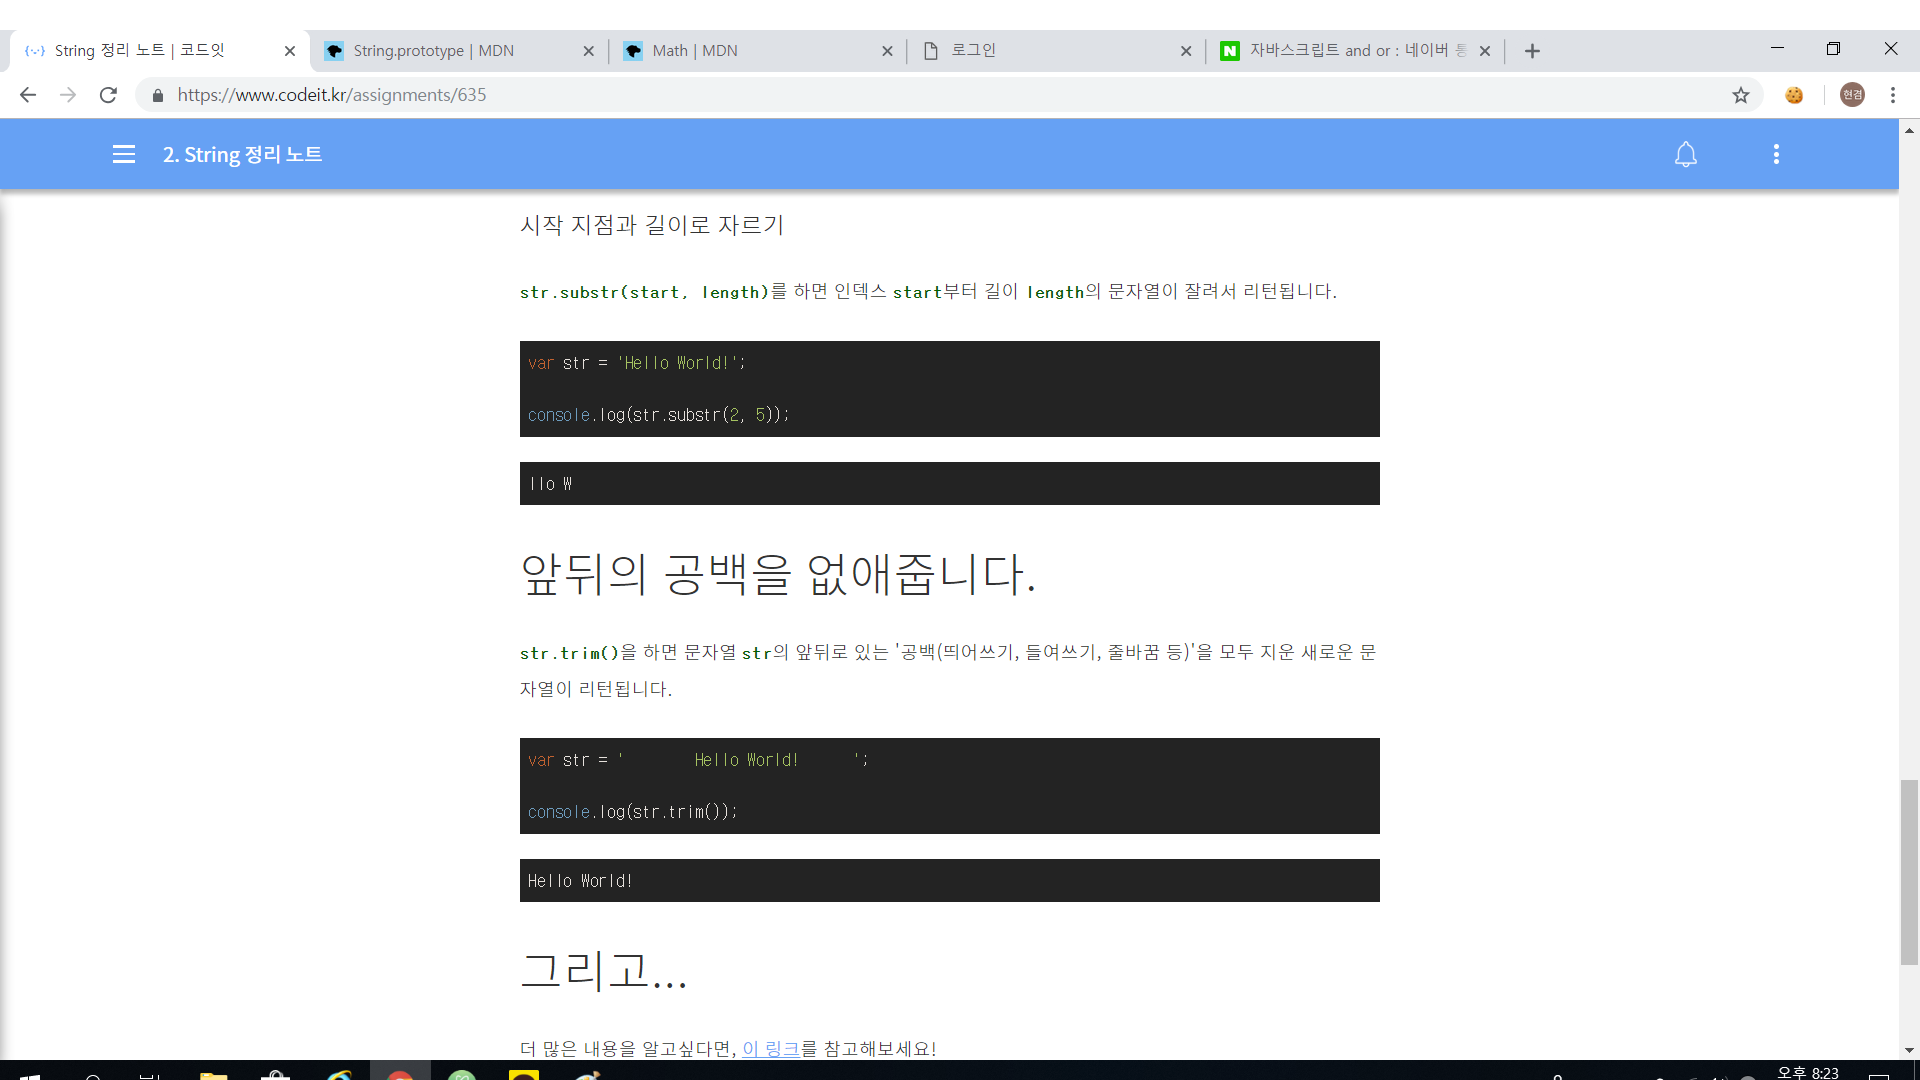 String 정리 노트 | 코드잇
String.prototype | MDN
Math | MDN
로그인
자바스크립트 and or : 네이버 통
https://www.codeit.kr/assignments/635
현겸
2. String 정리 노트
시작 지점과 길이로 자르기
str.substr(start, length)를 하면 인덱스 start부터 길이 length의 문자열이 잘려서 리턴됩니다.
var str = 'Hello World!';
console.log(str.substr(2, 5));
llo W
앞뒤의 공백을 없애줍니다.
str.trim()을 하면 문자열 str의 앞뒤로 있는 '공백(띄어쓰기, 들여쓰기, 줄바꿈 등)'을 모두 지운 새로운 문
자열이 리턴됩니다.
var str = '        Hello World!      ';
console.log(str.trim());
Hello World!
그리고...
더 많은 내용을 알고싶다면, 이 링크를 참고해보세요!
오후 8:23